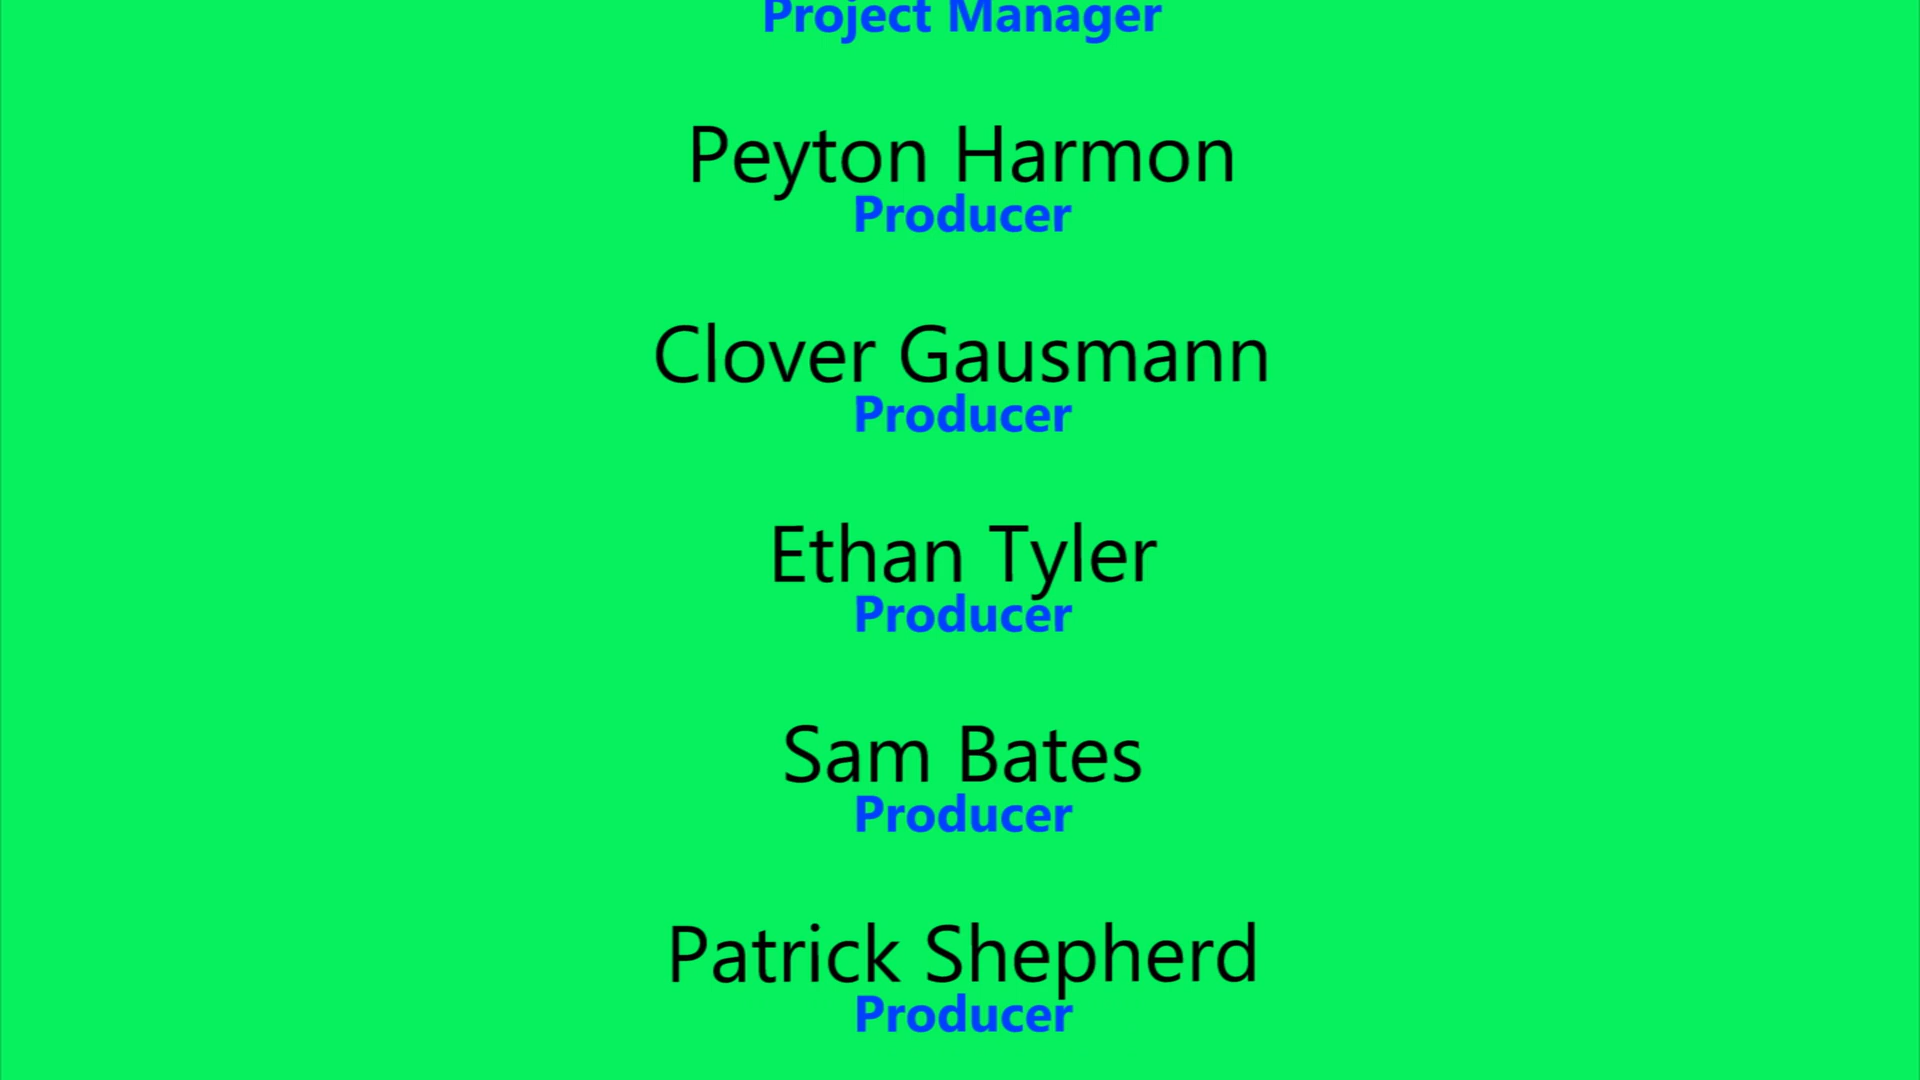 Project Manager
Peyton Harmon
Producer
Clover Gausmann
Producer
Ethan Tyler
Producer
Sam Bates
Producer
Patrick Shepherd
Producer